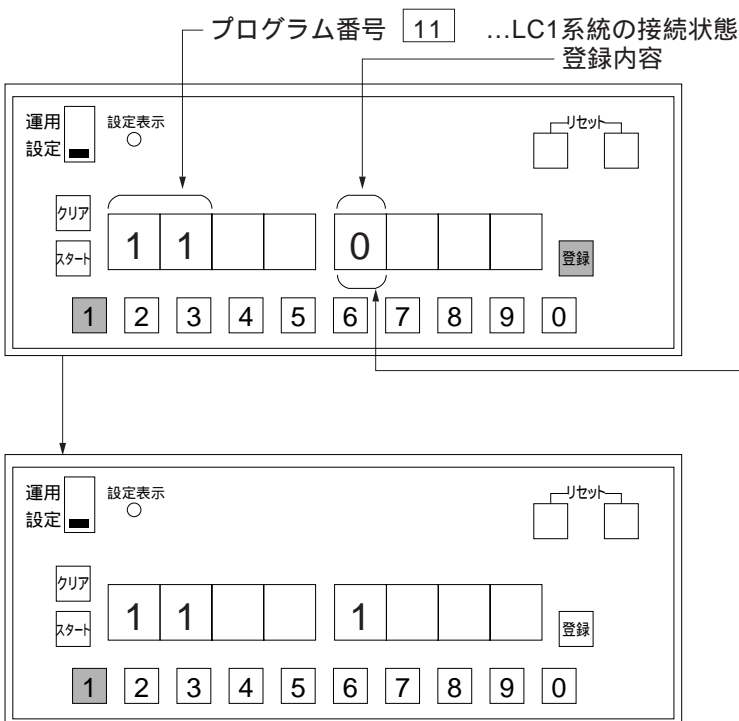 プログラム番号 11 …LC1系統の接続状態
登録内容
運用
設定
設定表示
リセット
クリア
スタート
1 1 0
登録
1 2 3 4 5 6 7 8 9 0
運用
設定
設定表示
リセット
クリア
スタート
1 1 1
登録
1 2 3 4 5 6 7 8 9 0